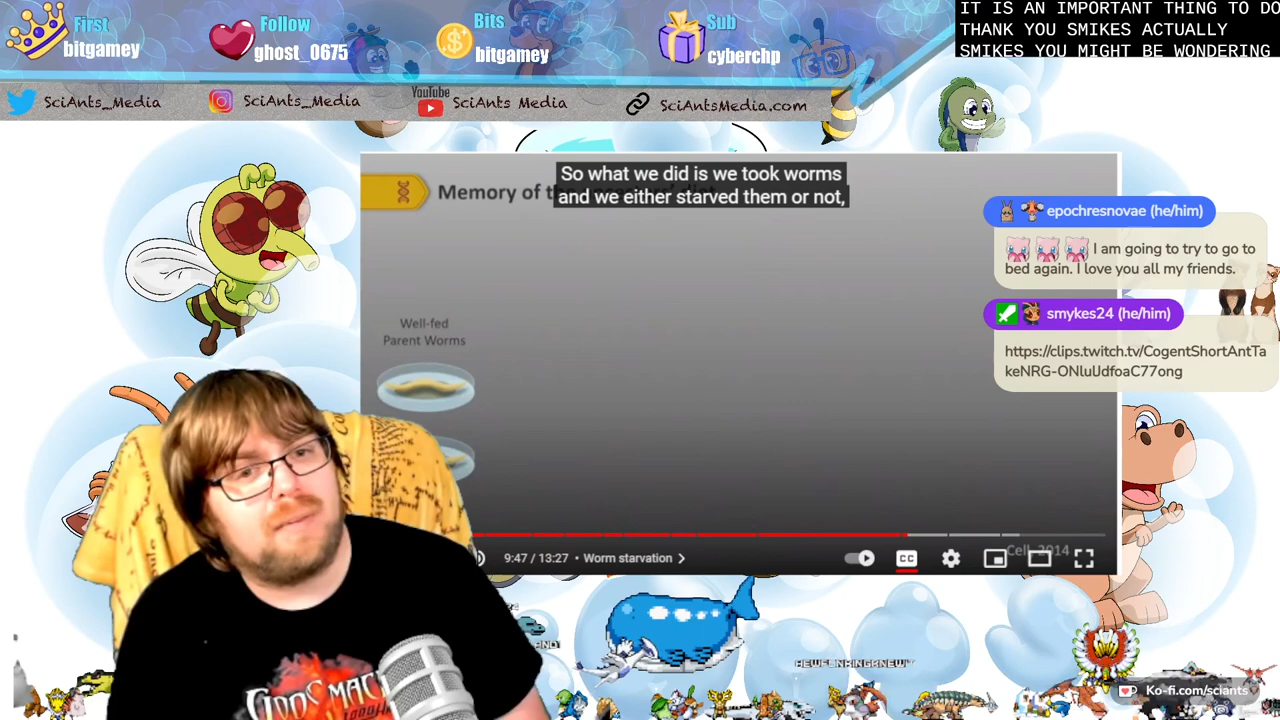 First
bitgamey
Follow
ghost_0675
Bits
bitgamey
Sub
cyberchp
IT IS AN IMPORTANT THING TO DO
THANK YOU SMIKES ACTUALLY
SMIKES YOU MIGHT BE WONDERING
SciAnts_Media
SciAnts_Media
YouTube
SciAnts Media
SciAntsMedia.com
So what we did is we took worms
and we either starved them or not,
Memory of
Well-fed
Parent Worms
epochresnovae (he/him)
I am going to try to go to
bed again. I love you all my friends.
smykes24 (he/him)
https://clips.twitch.tv/CogentShortAntTa
keNRG-ONluUdfoaC77ong
9:47 / 13:27 • Worm starvation
CC
Cell, 2014
GODSMAC
Ko-fi.com/sciants